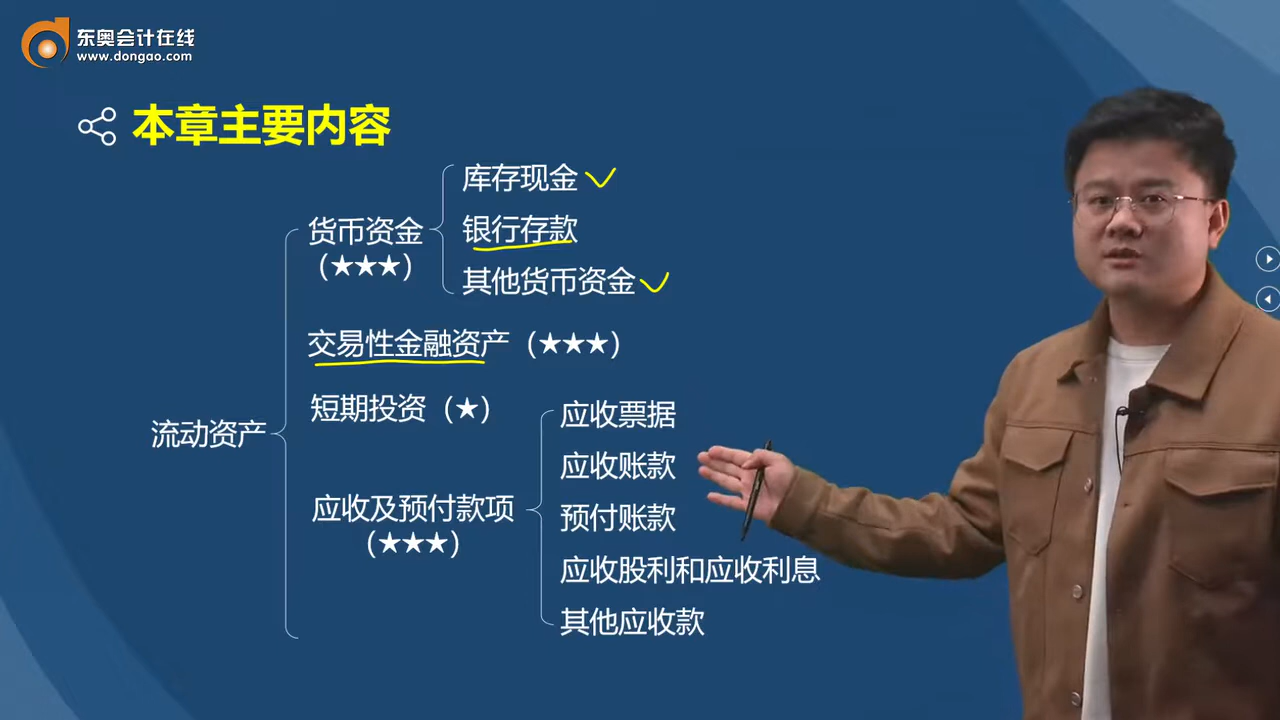 东奥会计在线
www.dongao.com
本章主要内容
流动资产
货币资金
(★★★)
库存现金
银行存款
其他货币资金
交易性金融资产（★★★）
短期投资（★）
应收及预付款项
(★★★)
应收票据
应收账款
预付账款
应收股利和应收利息
其他应收款